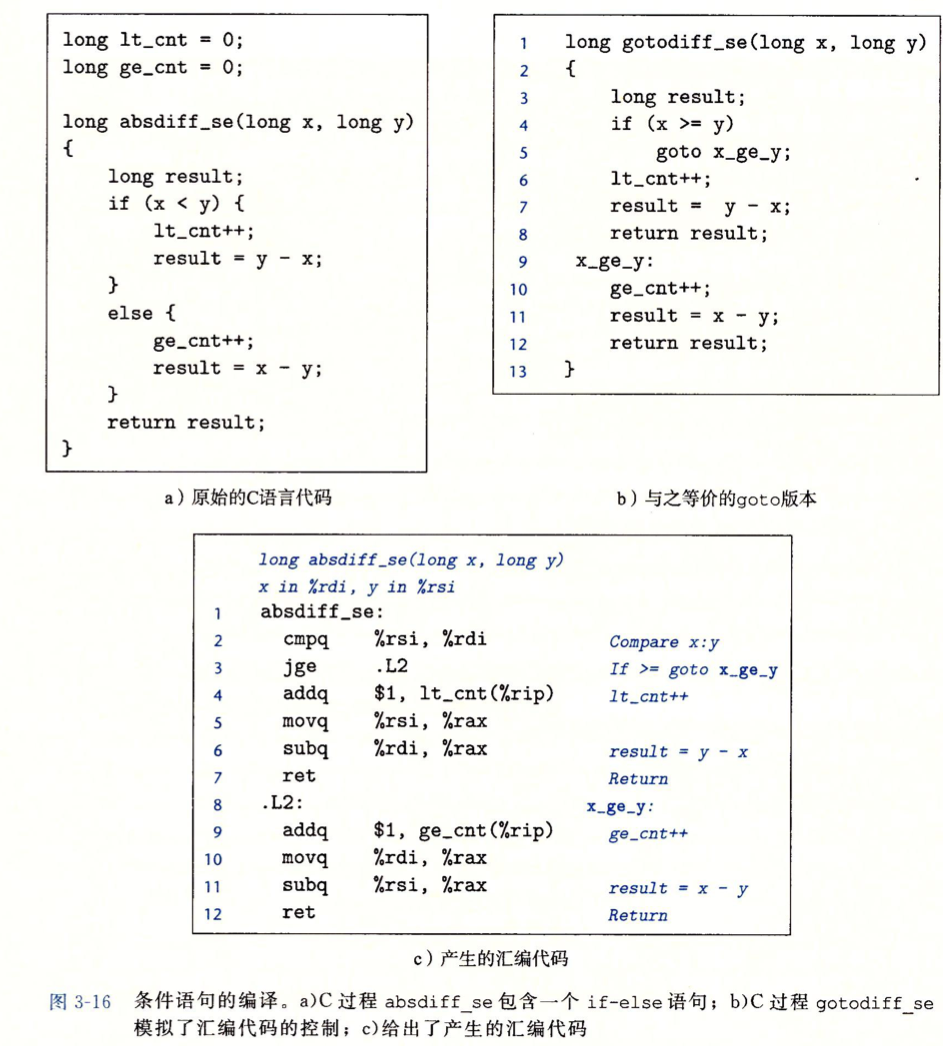 long lt_cnt = 0;
long ge_cnt = 0;

long absdiff_se(long x, long y)
{
    long result;
    if (x < y) {
        lt_cnt++;
        result = y - x;
    }
    else {
        ge_cnt++;
        result = x - y;
    }
    return result;
}
a）原始的C语言代码
1 long gotodiff_se(long x, long y)
2 {
3     long result;
4     if (x >= y)
5         goto x_ge_y;
6     lt_cnt++;
7     result =  y - x;
8     return result;
9  x_ge_y:
10     ge_cnt++;
11     result = x - y;
12     return result;
13 }
b）与之等价的goto版本
long absdiff_se(long x, long y)
x in %rdi, y in %rsi
1 absdiff_se:
2   cmpq    %rsi, %rdi    Compare x:y
3   jge     .L2    If >= goto x_ge_y
4   addq    $1, lt_cnt(%rip)    lt_cnt++
5   movq    %rsi, %rax
6   subq    %rdi, %rax    result = y - x
7   ret    Return
8 .L2:    x_ge_y:
9   addq    $1, ge_cnt(%rip)    ge_cnt++
10   movq    %rdi, %rax
11   subq    %rsi, %rax    result = x - y
12   ret    Return
c）产生的汇编代码
图 3-16 条件语句的编译。a)C 过程 absdiff_se 包含一个 if-else 语句；b)C 过程 gotodiff_se
模拟了汇编代码的控制；c)给出了产生的汇编代码